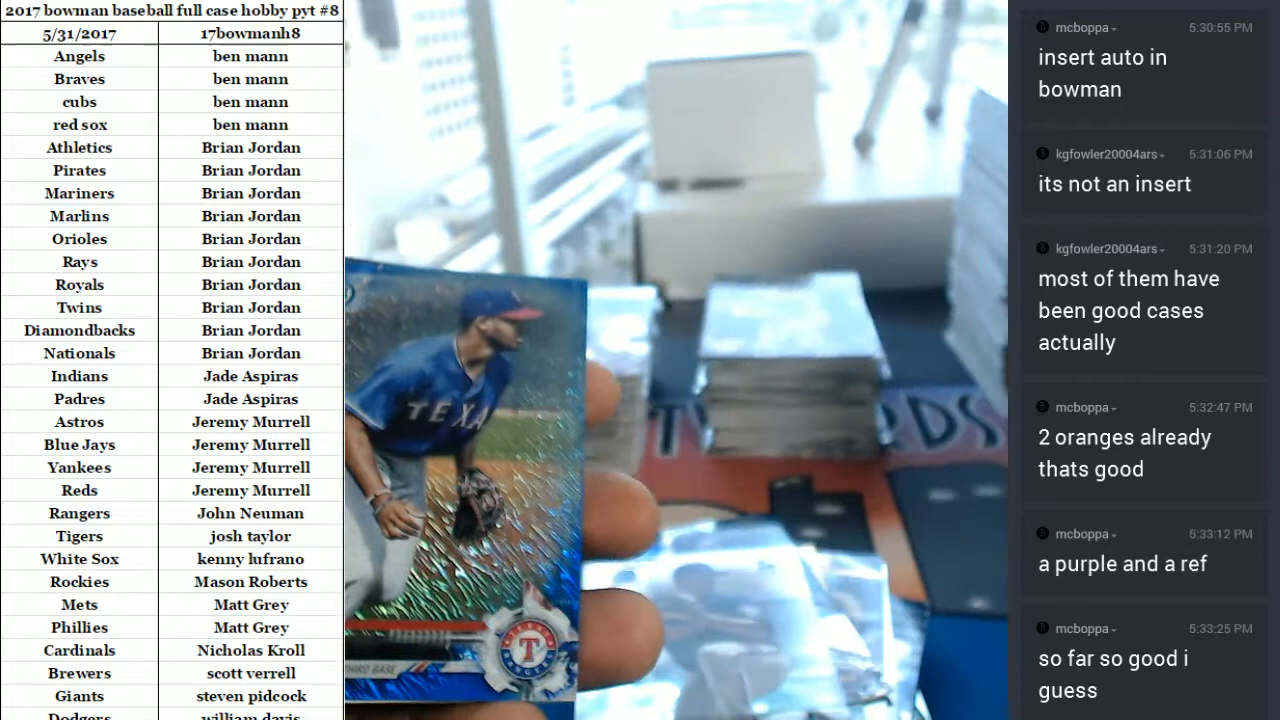 2017 bowman baseball full case hobby pyt #8
5/31/2017 17bowmanh8
Angels ben mann
Braves ben mann
cubs ben mann
red sox ben mann
Athletics Brian Jordan
Pirates Brian Jordan
Mariners Brian Jordan
Marlins Brian Jordan
Orioles Brian Jordan
Rays Brian Jordan
Royals Brian Jordan
Twins Brian Jordan
Diamondbacks Brian Jordan
Nationals Brian Jordan
Indians Jade Aspiras
Padres Jade Aspiras
Astros Jeremy Murrell
Blue Jays Jeremy Murrell
Yankees Jeremy Murrell
Reds Jeremy Murrell
Rangers John Neuman
Tigers josh taylor
White Sox kenny lufrano
Rockies Mason Roberts
Mets Matt Grey
Phillies Matt Grey
Cardinals Nicholas Kroll
Brewers scott verrell
Giants steven pidcock
Dodgers william davis
TEXA
THIRD BASE
TEXAS
T
RANGERS
RDS
mcboppa 5:30:55 PM
insert auto in
bowman
kgfowler20004ars 5:31:06 PM
its not an insert
kgfowler20004ars 5:31:20 PM
most of them have
been good cases
actually
mcboppa 5:32:47 PM
2 oranges already
thats good
mcboppa 5:33:12 PM
a purple and a ref
mcboppa 5:33:25 PM
so far so good i
guess